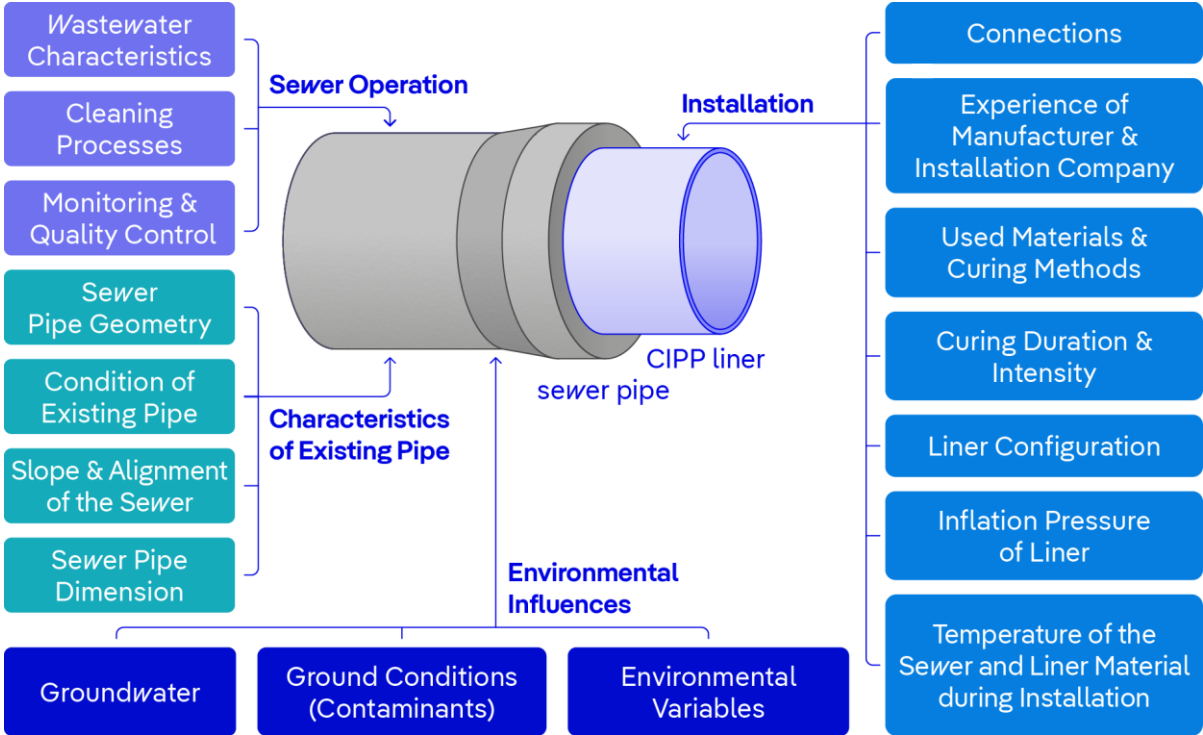 Wastewater
Characteristics
Cleaning
Processes
Monitoring &
Quality Control
Sewer
Pipe Geometry
Condition of
Existing Pipe
Slope & Alignment
of the Sewer
Sewer Pipe
Dimension
Sewer Operation
Installation
CIPP liner
sewer pipe
Characteristics
of Existing Pipe
Environmental
Influences
Groundwater
Ground Conditions
(Contaminants)
Environmental
Variables
Connections
Experience of
Manufacturer &
Installation Company
Used Materials &
Curing Methods
Curing Duration &
Intensity
Liner Configuration
Inflation Pressure
of Liner
Temperature of the
Sewer and Liner Material
during Installation